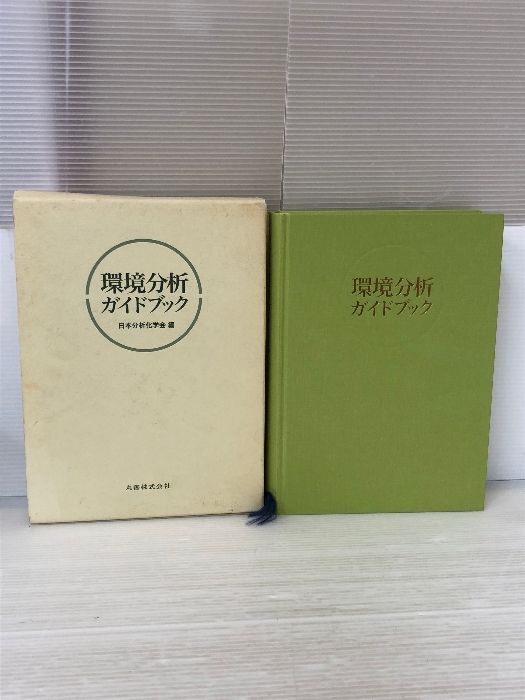 環境分析
ガイドブック
日本分析化学会 編
丸善株式会社
環境分析
ガイドブック